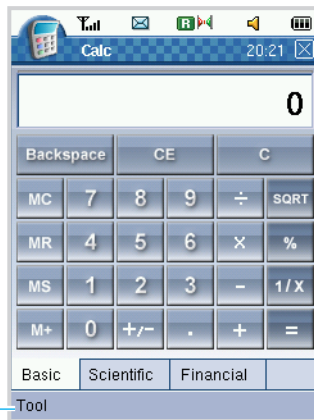 R
Calc 20:21
0
Backspace CE C
MC 7 8 9 ÷ SQRT
MR 4 5 6 × %
MS 1 2 3 - 1/X
M+ 0 +/- . + =
Basic Scientific Financial
Tool